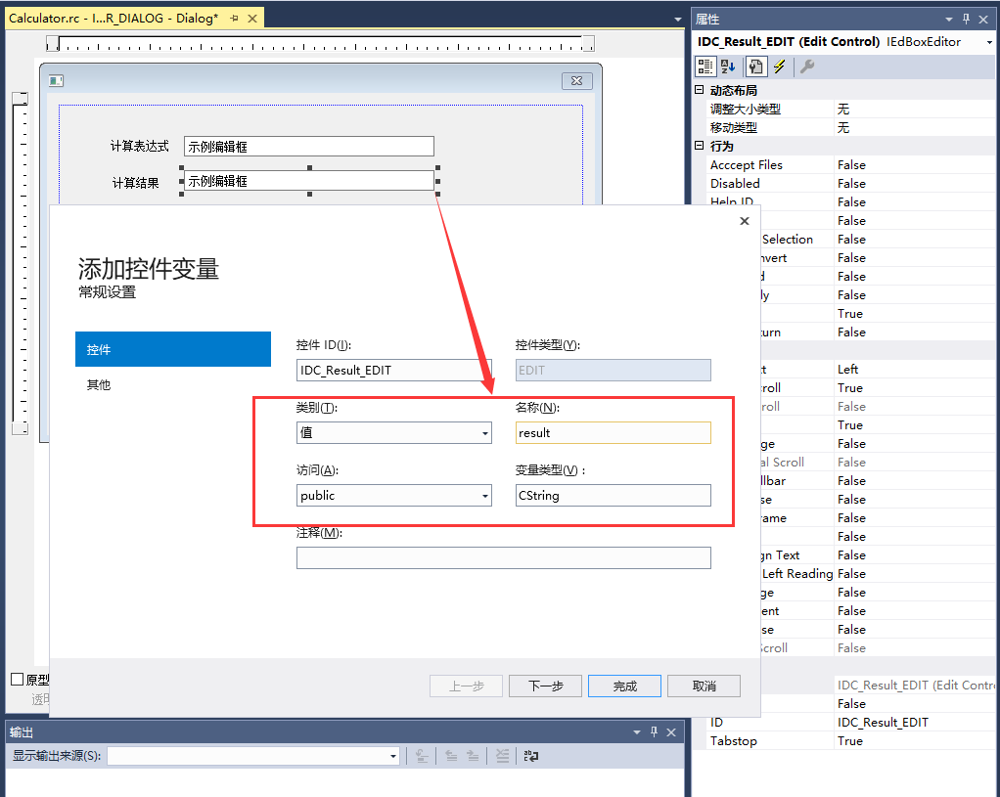 Calculator.rc - I...R_DIALOG - Dialog*
计算表达式
示例编辑框
计算结果
示例编辑框
添加控件变量
常规设置
控件
其他
控件 ID(I):
IDC_Result_EDIT
控件类型(Y):
EDIT
类别(T):
值
名称(N):
result
访问(A):
public
变量类型(V) :
CString
注释(M):
上一步
下一步
完成
取消
原型
透明
输出
显示输出来源(S):
属性
IDC_Result_EDIT (Edit Control) IEdBoxEditor
动态布局
调整大小类型 无
移动类型 无
行为
Acccept Files False
Disabled False
Help ID False
False
Selection False
nvert False
d False
ly False
True
turn False
t Left
roll True
roll False
True
ge False
al Scroll False
llbar False
se False
rame False
False
gn Text False
Left Reading False
ge False
ent False
se False
Scroll False
IDC_Result_EDIT (Edit Contro
False
ID IDC_Result_EDIT
Tabstop True